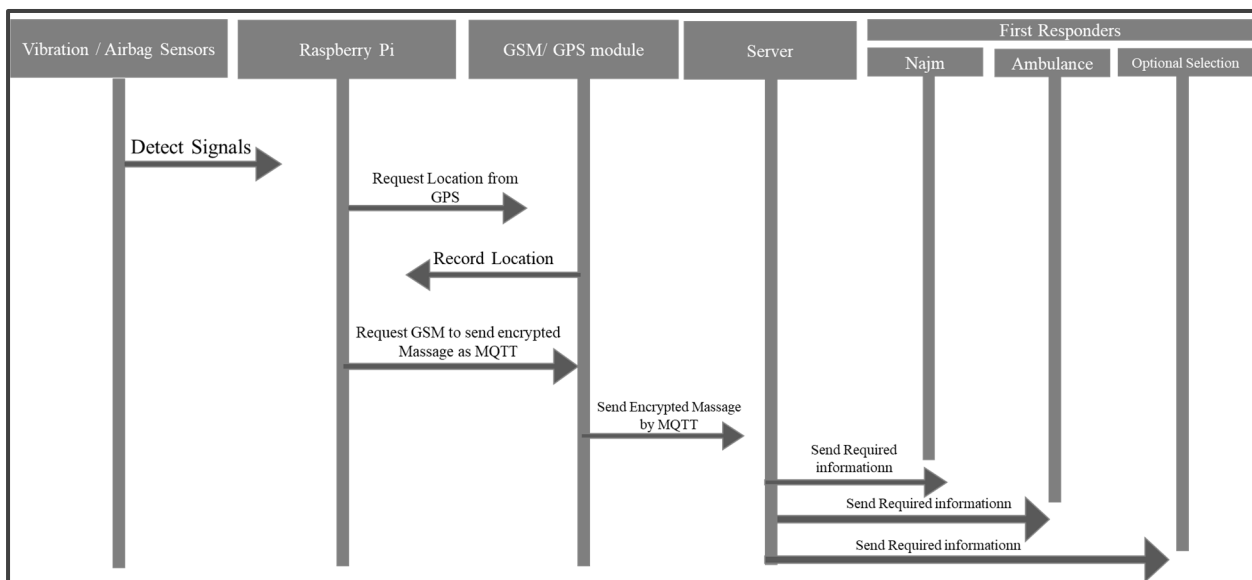 Vibration / Airbag Sensors
Raspberry Pi
GSM/ GPS module
Server
First Responders
Najm
Ambulance
Optional Selection
Detect Signals
Request Location from
GPS
Record Location
Request GSM to send encrypted
Massage as MQTT
Send Encrypted Massage
by MQTT
Send Required
informationn
Send Required informationn
Send Required informationn